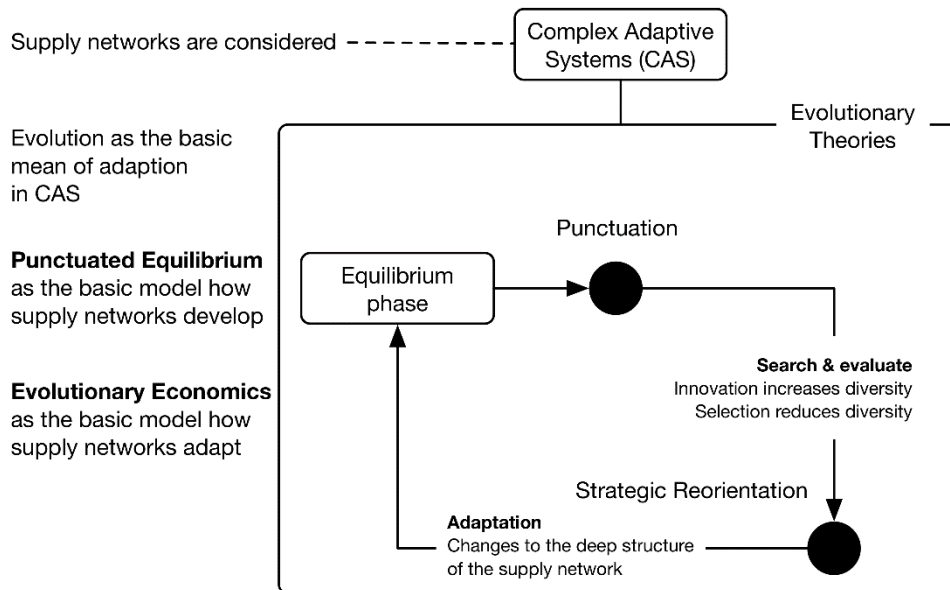 Supply networks are considered
Complex Adaptive
Systems (CAS)
Evolutionary
Theories
Evolution as the basic
mean of adaption
in CAS
Punctuated Equilibrium
as the basic model how
supply networks develop
Evolutionary Economics
as the basic model how
supply networks adapt
Punctuation
Equilibrium
phase
Search & evaluate
Innovation increases diversity
Selection reduces diversity
Strategic Reorientation
Adaptation
Changes to the deep structure
of the supply network